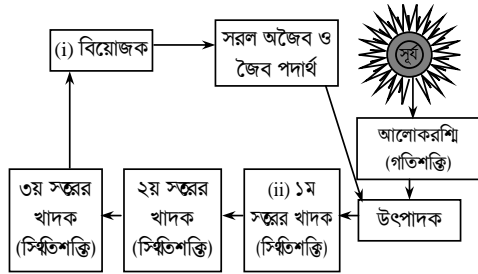 (i) বিয়োজক
সরল অজৈব ও
জৈব পদার্থ
সূর্য
আলোকরশ্মি
(গতিশক্তি)
৩য় স্তরের
খাদক
(স্থিতিশক্তি)
২য় স্তরের
খাদক
(স্থিতিশক্তি)
(ii) ১ম
স্তরের খাদক
(স্থিতিশক্তি)
উৎপাদক